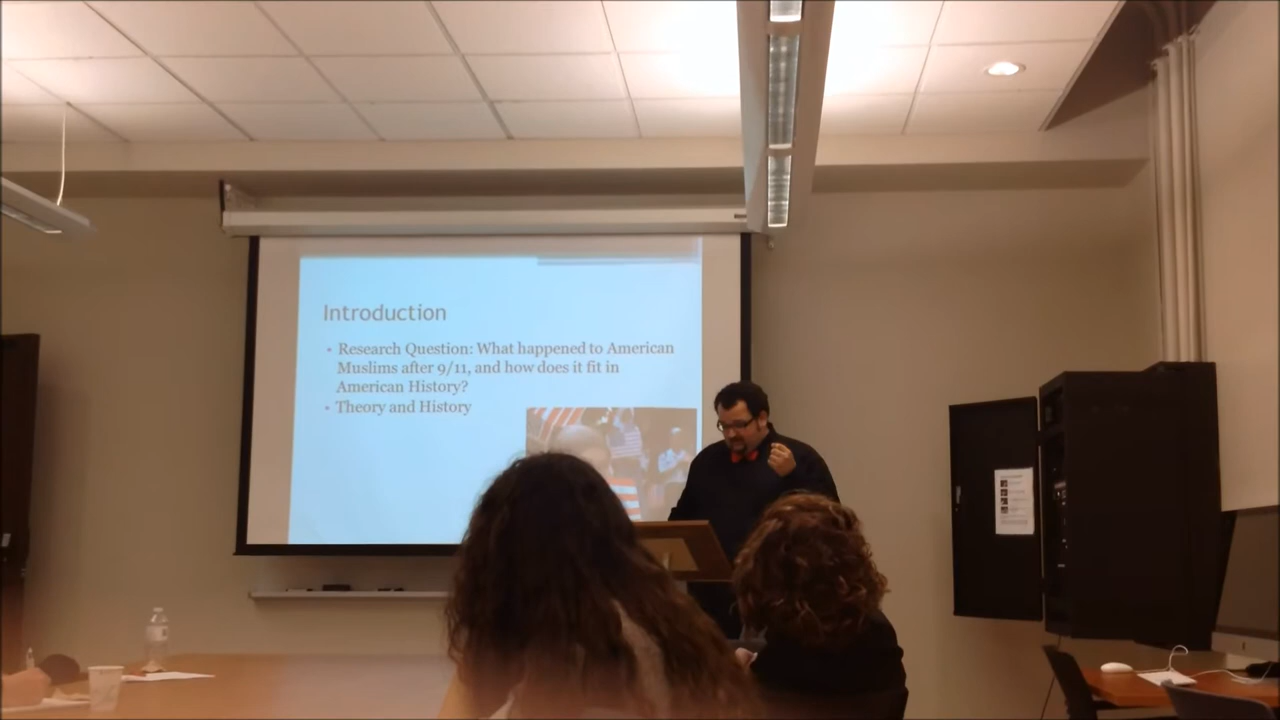 Introduction
• Research Question: What happened to American
Muslims after 9/11, and how does it fit in
American History?
• Theory and History